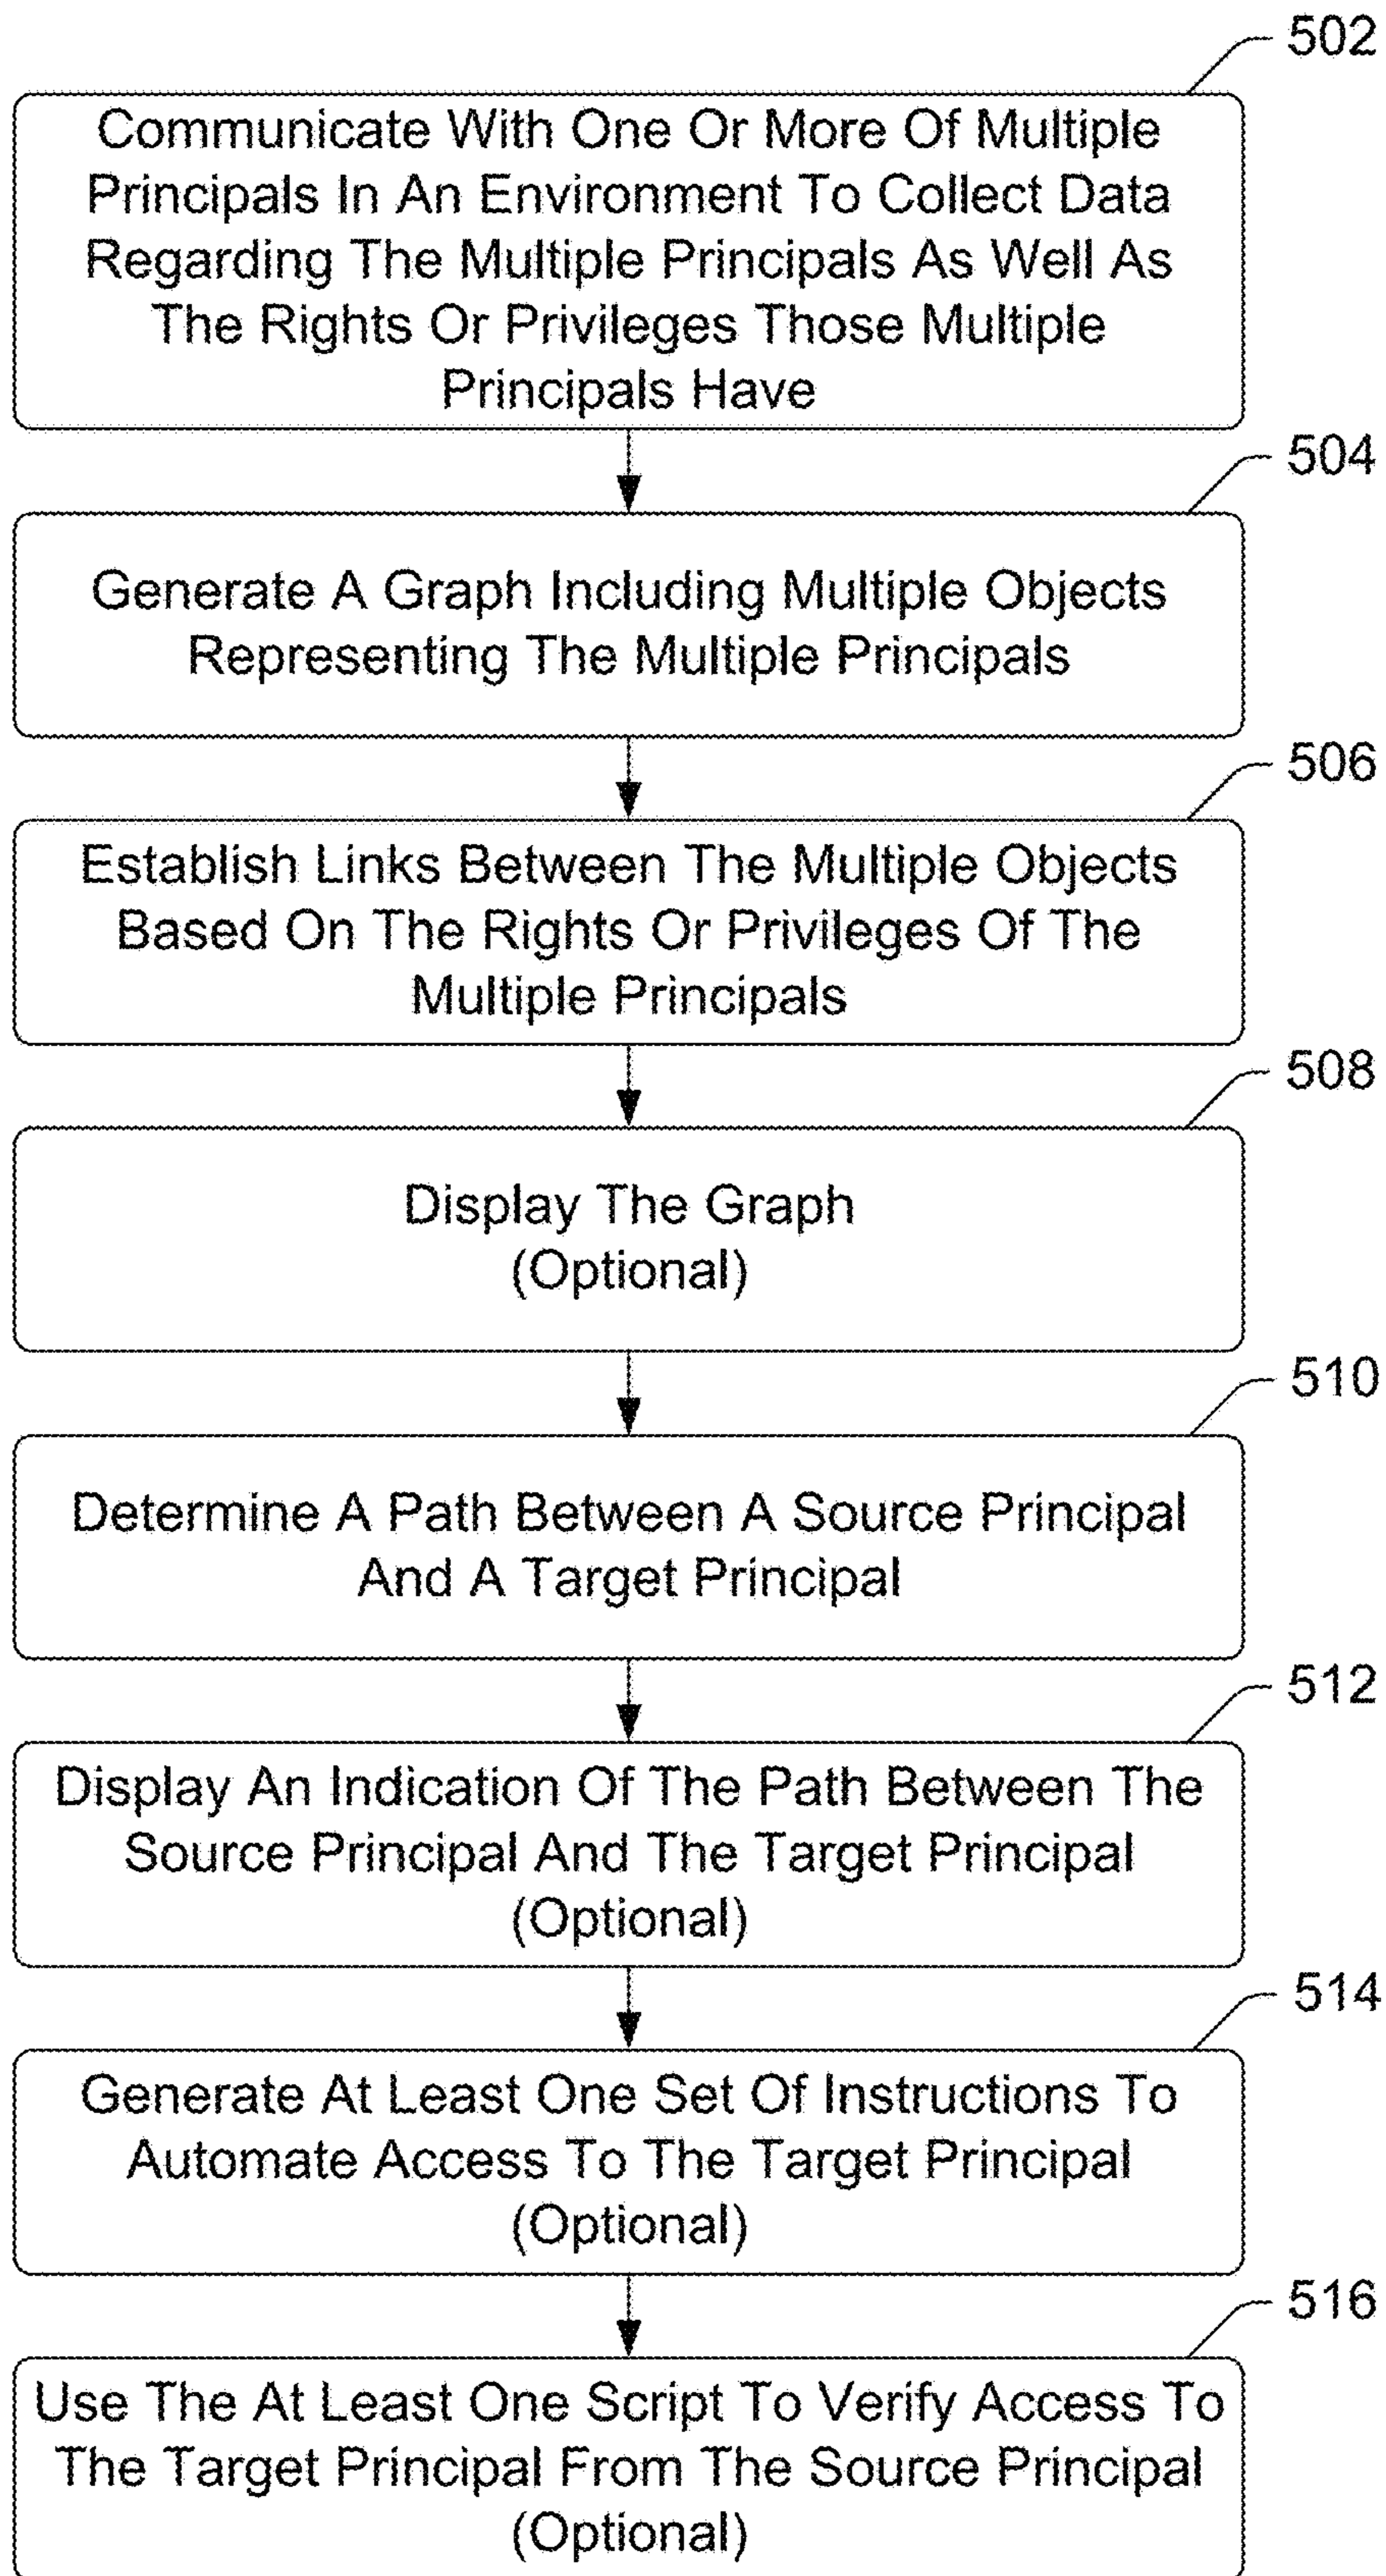 502
Communicate With One Or More Of Multiple
Principals In An Environment To Collect Data
Regarding The Multiple Principals As Well As
The Rights Or Privileges Those Multiple
Principals Have
504
Generate A Graph Including Multiple Objects
Representing The Multiple Principals
506
Establish Links Between The Multiple Objects
Based On The Rights Or Privileges Of The
Multiple Principals
508
Display The Graph
(Optional)
510
Determine A Path Between A Source Principal
And A Target Principal
512
Display An Indication Of The Path Between The
Source Principal And The Target Principal
(Optional)
514
Generate At Least One Set Of Instructions To
Automate Access To The Target Principal
(Optional)
516
Use The At Least One Script To Verify Access To
The Target Principal From The Source Principal
(Optional)